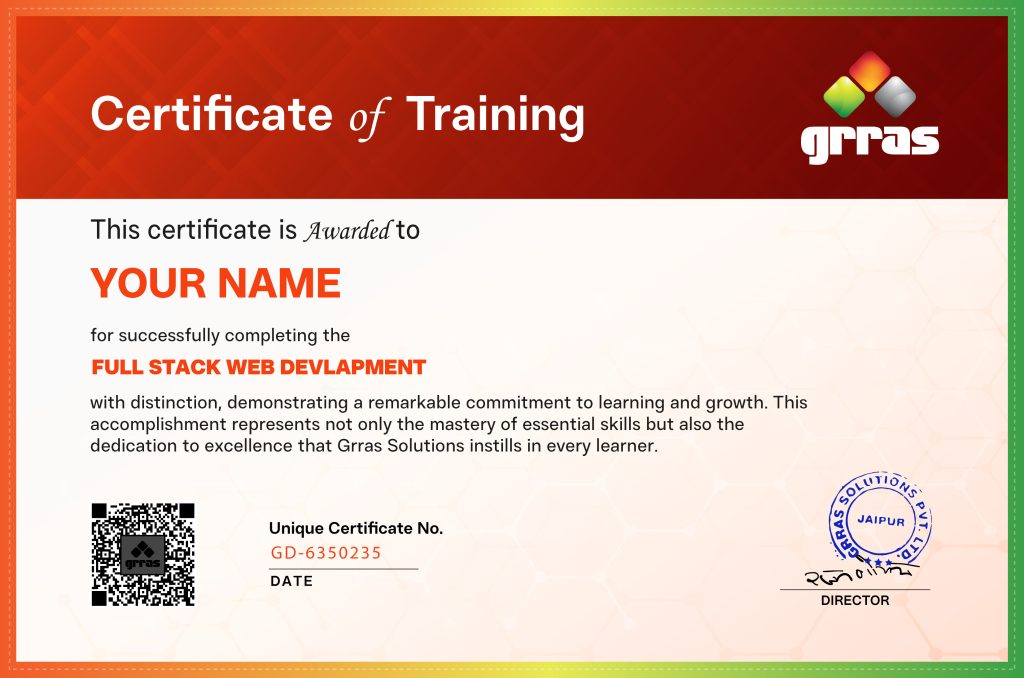 Certificate of Training
grras
This certificate is Awarded to
YOUR NAME
for successfully completing the
FULL STACK WEB DEVLAPMENT
with distinction, demonstrating a remarkable commitment to learning and growth. This
accomplishment represents not only the mastery of essential skills but also the
dedication to excellence that Grras Solutions instills in every learner.
grras
Unique Certificate No.
GD-6350235
DATE
GRRAS SOLUTIONS PVT. LTD.
JAIPUR
DIRECTOR